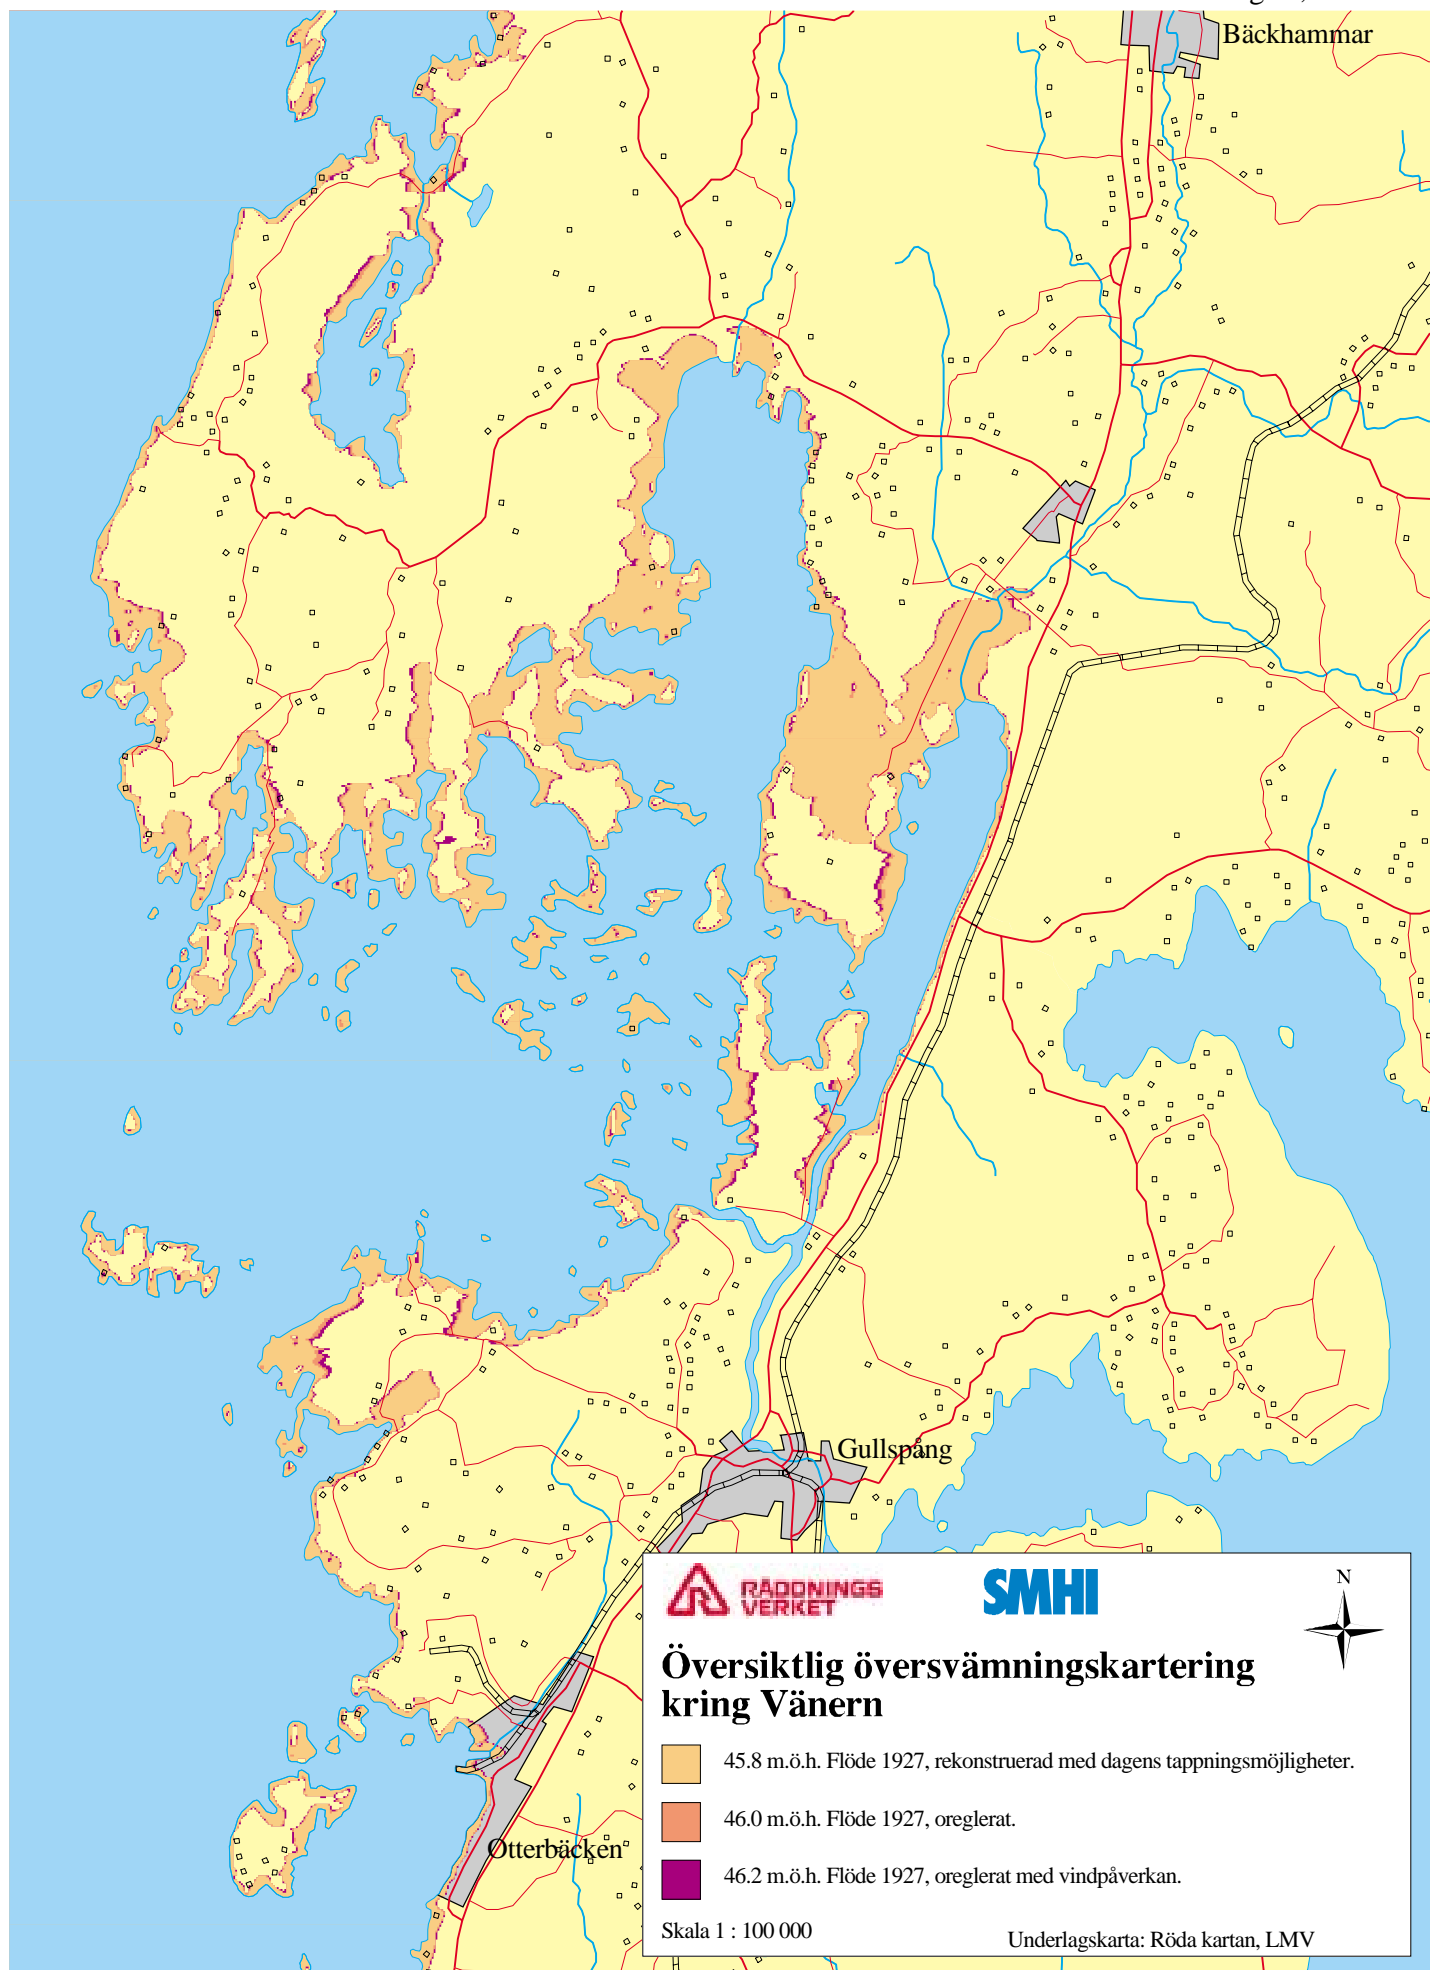 Bäckhammar
Gullspång
RÄDDNINGS
VERKET
SMHI
N
Översiktlig översvämningskartering
kring Vänern
45.8 m.ö.h. Flöde 1927, rekonstruerad med dagens tappningsmöjligheter.
46.0 m.ö.h. Flöde 1927, oreglerat.
46.2 m.ö.h. Flöde 1927, oreglerat med vindpåverkan.
Otterbäcken
Skala 1 : 100 000
Underlagskarta: Röda kartan, LMV